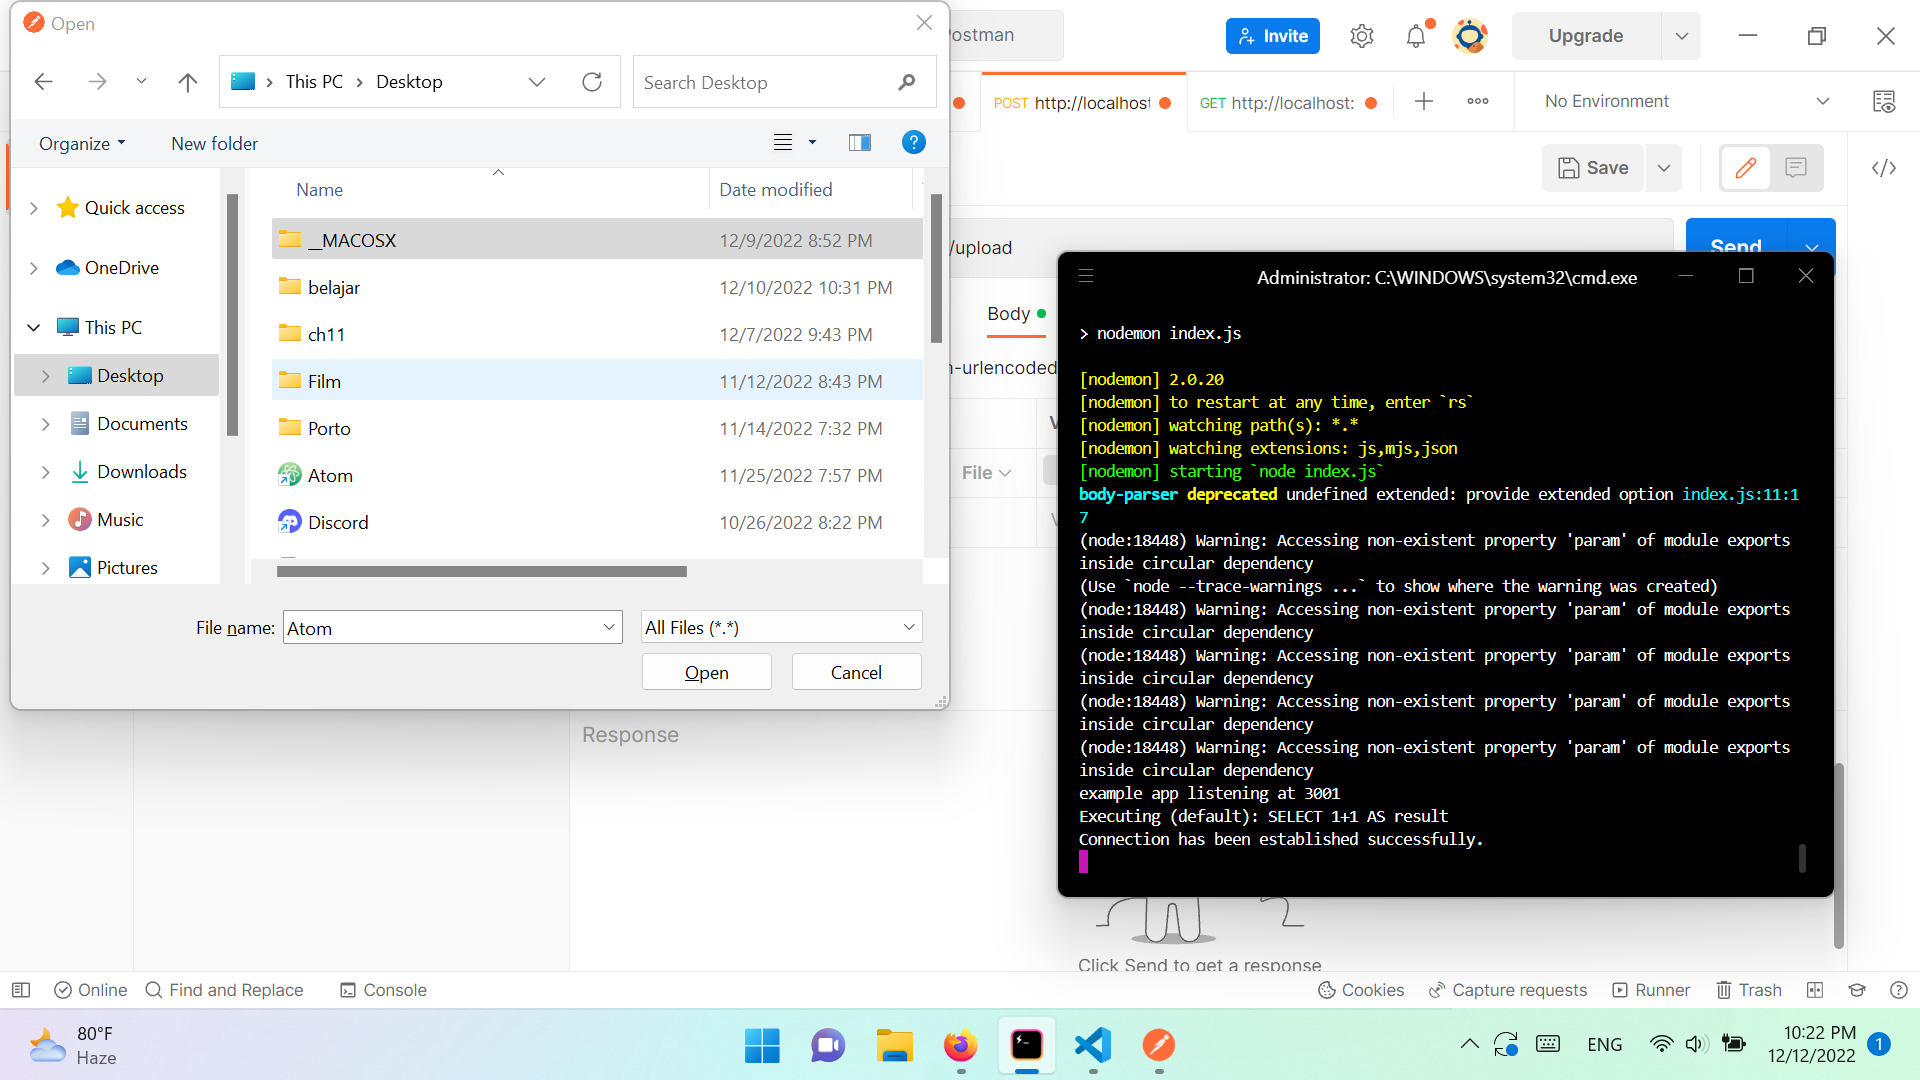 Open
This PC
Desktop
Search Desktop
Organize
New folder
Name
Date modified
Quick access
OneDrive
This PC
Desktop
Documents
Downloads
Music
Pictures
__MACOSX 12/9/2022 8:52 PM
belajar 12/10/2022 10:31 PM
ch11 12/7/2022 9:43 PM
Film 11/12/2022 8:43 PM
Porto 11/14/2022 7:32 PM
Atom 11/25/2022 7:57 PM
Discord 10/26/2022 8:22 PM
File name: Atom
All Files (*.*)
Open
Cancel
ostman
Invite
Upgrade
POST http://localhost
GET http://localhost:
No Environment
Save
/upload
Send
Body
-urlencoded
File
Administrator: C:\WINDOWS\system32\cmd.exe
> nodemon index.js
[nodemon] 2.0.20
[nodemon] to restart at any time, enter `rs`
[nodemon] watching path(s): *.*
[nodemon] watching extensions: js,mjs,json
[nodemon] starting `node index.js`
body-parser deprecated undefined extended: provide extended option index.js:11:1
7
(node:18448) Warning: Accessing non-existent property 'param' of module exports
inside circular dependency
(Use `node --trace-warnings ...` to show where the warning was created)
(node:18448) Warning: Accessing non-existent property 'param' of module exports
inside circular dependency
(node:18448) Warning: Accessing non-existent property 'param' of module exports
inside circular dependency
(node:18448) Warning: Accessing non-existent property 'param' of module exports
inside circular dependency
(node:18448) Warning: Accessing non-existent property 'param' of module exports
inside circular dependency
example app listening at 3001
Executing (default): SELECT 1+1 AS result
Connection has been established successfully.
Response
Click Send to get a response
Online
Find and Replace
Console
Cookies
Capture requests
Runner
Trash
80°F
Haze
ENG
10:22 PM
12/12/2022
1